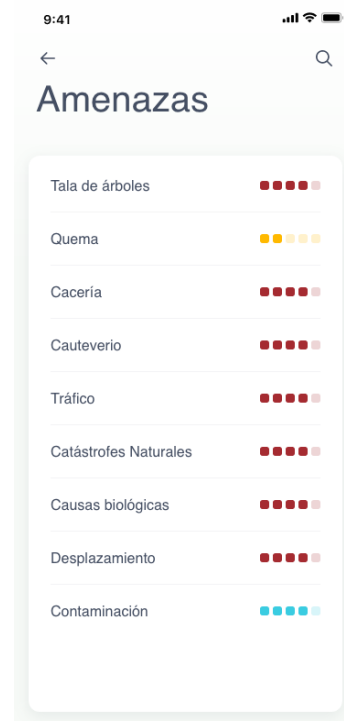 9:41
Amenazas
Tala de árboles
Quema
Cacería
Cauteverio
Tráfico
Catástrofes Naturales
Causas biológicas
Desplazamiento
Contaminación